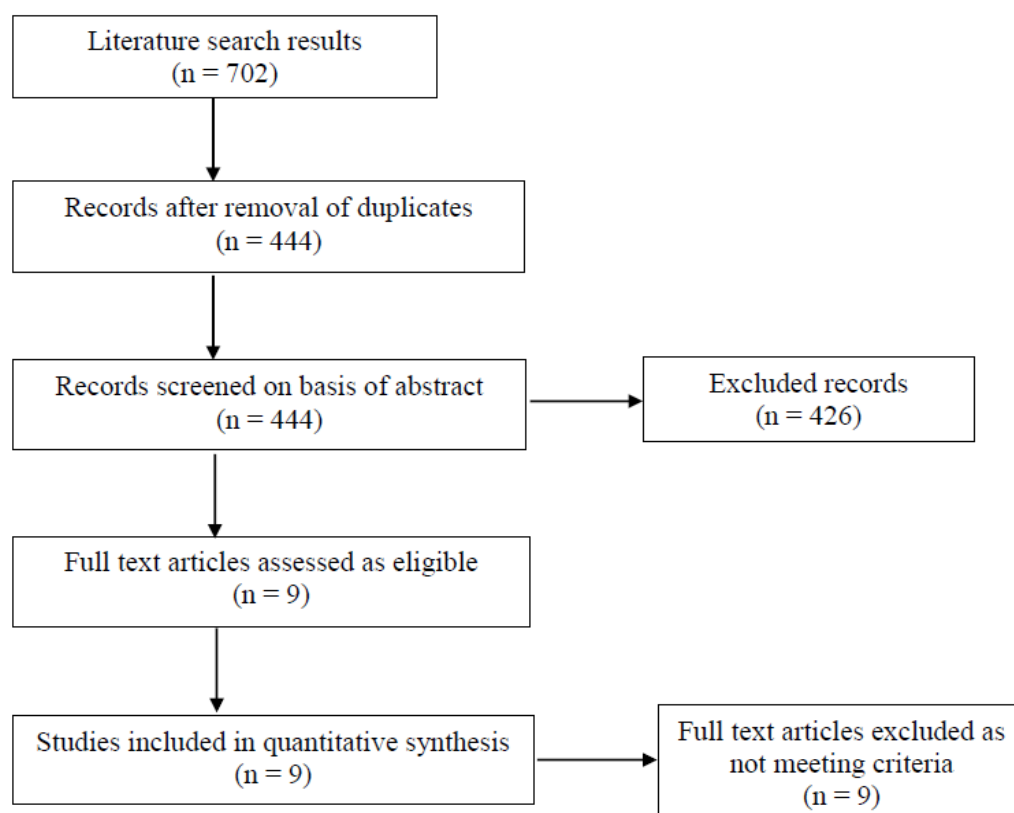 Literature search results
(n = 702)
Records after removal of duplicates
(n = 444)
Records screened on basis of abstract
(n = 444)
Excluded records
(n = 426)
Full text articles assessed as eligible
(n = 9)
Studies included in quantitative synthesis
(n = 9)
Full text articles excluded as
not meeting criteria
(n = 9)